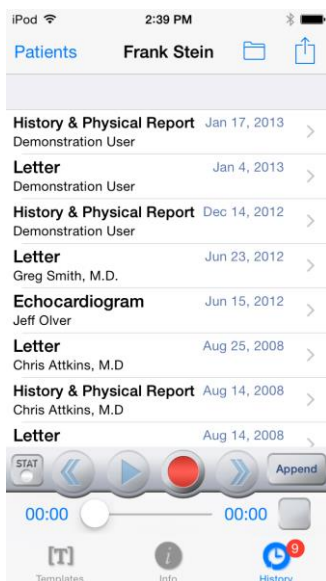 iPod 2:39 PM
Patients Frank Stein
History & Physical Report Jan 17, 2013
Demonstration User
Letter Jan 4, 2013
Demonstration User
History & Physical Report Dec 14, 2012
Demonstration User
Letter Jun 23, 2012
Greg Smith, M.D.
Echocardiogram Jun 15, 2012
Jeff Olver
Letter Aug 25, 2008
Chris Attkins, M.D
History & Physical Report Aug 14, 2008
Chris Attkins, M.D
Letter Aug 14, 2008
STAT Append
00:00 00:00
[T] i 9
Templates Info History